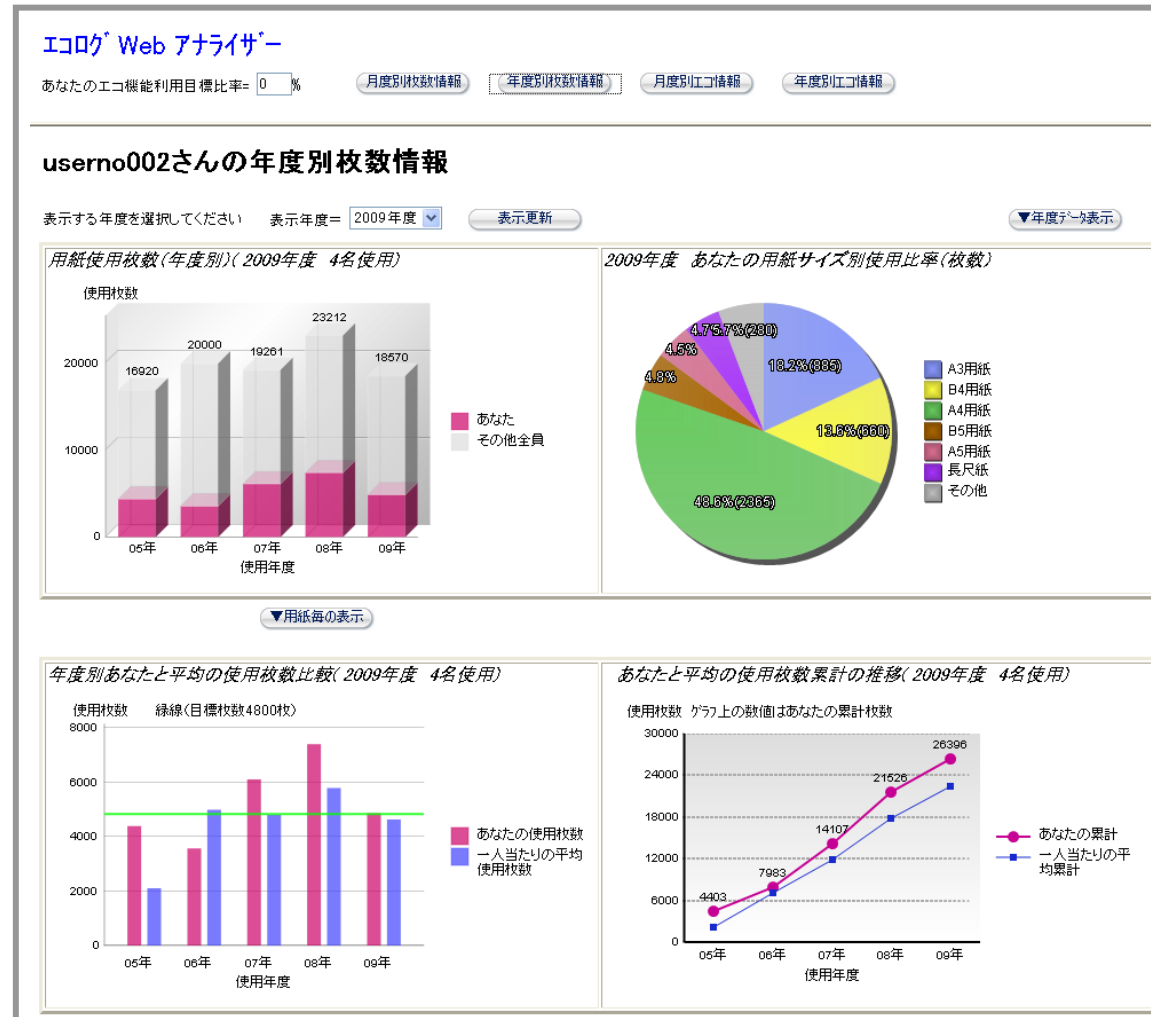 エコログ Web アナライザー
あなたのエコ機能利用目標比率= 0 %
月度別枚数情報
年度別枚数情報
月度別エコ情報
年度別エコ情報
userno002さんの年度別枚数情報
表示する年度を選択してください
表示年度=
2009年度
表示更新
▼年度データ表示
用紙使用枚数(年度別)(2009年度 4名使用)
使用枚数
20000
10000
0
16920
20000
19261
23212
18570
05年
06年
07年
08年
09年
使用年度
あなた
その他全員
2009年度 あなたの用紙サイズ別使用比率(枚数)
18.2%(885)
13.6%(660)
48.6%(2365)
4.8%
4.5%
4.7
5.7%(280)
A3用紙
B4用紙
A4用紙
B5用紙
A5用紙
長尺紙
その他
▼用紙毎の表示
年度別あなたと平均の使用枚数比較(2009年度 4名使用)
使用枚数 緑線(目標枚数4800枚)
8000
6000
4000
2000
0
05年
06年
07年
08年
09年
使用年度
あなたの使用枚数
一人当たりの平均
使用枚数
あなたと平均の使用枚数累計の推移(2009年度 4名使用)
使用枚数 グラフ上の数値はあなたの累計枚数
30000
24000
18000
12000
6000
0
4403
7983
14107
21526
26396
05年
06年
07年
08年
09年
使用年度
あなたの累計
一人当たりの平
均累計